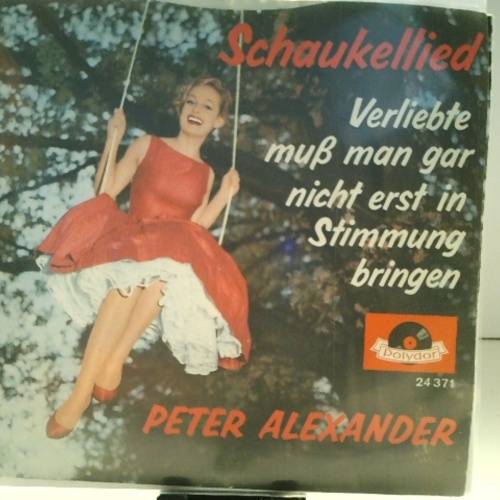 Schaukellied
Verliebte
muß man gar
nicht erst in
Stimmung
bringen
Polydor
24 371
PETER ALEXANDER